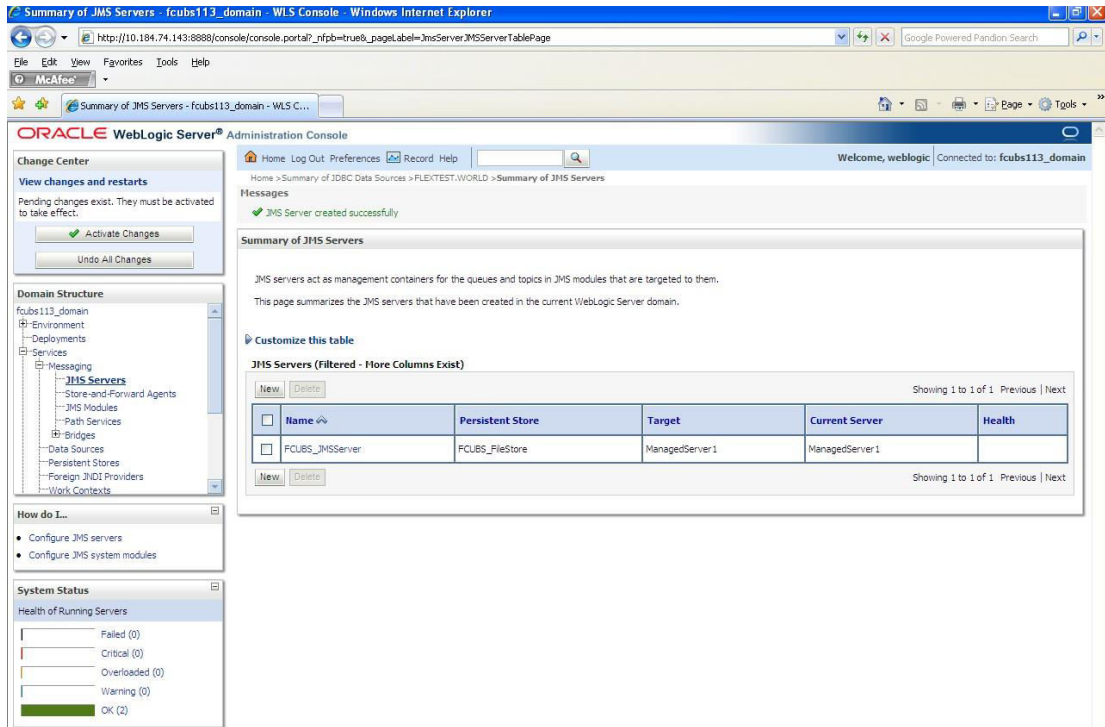 Summary of JMS Servers - fcubs113_domain - WLS Console - Windows Internet Explorer
http://10.184.74.143:8888/console/console.portal?_nfpb=true&_pageLabel=JmsServerJMSServerTablePage
Google Powered Pandion Search
File Edit View Favorites Tools Help
McAfee
Summary of JMS Servers - fcubs113_domain - WLS C...
Page Tools »
ORACLE WebLogic Server® Administration Console
Change Center
View changes and restarts
Pending changes exist. They must be activated
to take effect.
Activate Changes
Undo All Changes
Domain Structure
fcubs113_domain
Environment
Deployments
Services
Messaging
JMS Servers
Store-and-Forward Agents
JMS Modules
Path Services
Bridges
Data Sources
Persistent Stores
Foreign JNDI Providers
Work Contexts
How do I...
Configure JMS servers
Configure JMS system modules
System Status
Health of Running Servers
Failed (0)
Critical (0)
Overloaded (0)
Warning (0)
OK (2)
Home Log Out Preferences Record Help
Welcome, weblogic Connected to: fcubs113_domain
Home >Summary of JDBC Data Sources >FLEXTEST.WORLD >Summary of JMS Servers
Messages
JMS Server created successfully
Summary of JMS Servers
JMS servers act as management containers for the queues and topics in JMS modules that are targeted to them.
This page summarizes the JMS servers that have been created in the current WebLogic Server domain.
Customize this table
JMS Servers (Filtered - More Columns Exist)
New Delete Showing 1 to 1 of 1 Previous | Next
Name Persistent Store Target Current Server Health
FCUBS_JMSServer FCUBS_FileStore ManagedServer1 ManagedServer1
New Delete Showing 1 to 1 of 1 Previous | Next